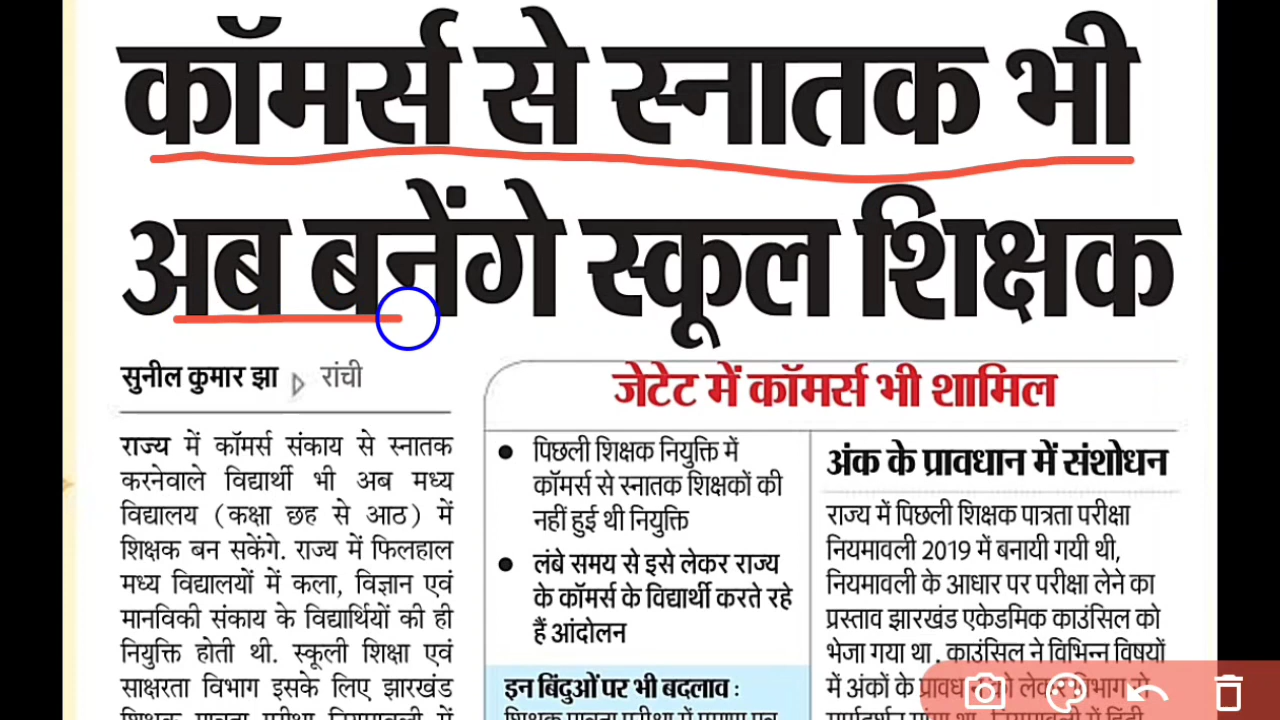 कॉमर्स से स्नातक भी
अब बनेंगे स्कूल शिक्षक
सुनील कुमार झा ▷ रांची
राज्य में कॉमर्स संकाय से स्नातक
करनेवाले विद्यार्थी भी अब मध्य
विद्यालय (कक्षा छह से आठ) में
शिक्षक बन सकेंगे. राज्य में फिलहाल
मध्य विद्यालयों में कला, विज्ञान एवं
मानविकी संकाय के विद्यार्थियों की ही
नियुक्ति होती थी. स्कूली शिक्षा एवं
साक्षरता विभाग इसके लिए झारखंड
जेटेट में कॉमर्स भी शामिल
● पिछली शिक्षक नियुक्ति में
कॉमर्स से स्नातक शिक्षकों की
नहीं हुई थी नियुक्ति
● लंबे समय से इसे लेकर राज्य
के कॉमर्स के विद्यार्थी करते रहे
हैं आंदोलन
इन बिंदुओं पर भी बदलाव :
अंक के प्रावधान में संशोधन
राज्य में पिछली शिक्षक पात्रता परीक्षा
नियमावली 2019 में बनायी गयी थी,
नियमावली के आधार पर परीक्षा लेने का
प्रस्ताव झारखंड एकेडमिक काउंसिल को
भेजा गया था . काउंसिल ने विभिन्न विषयों
में अंकों के को लेकर विभाग से